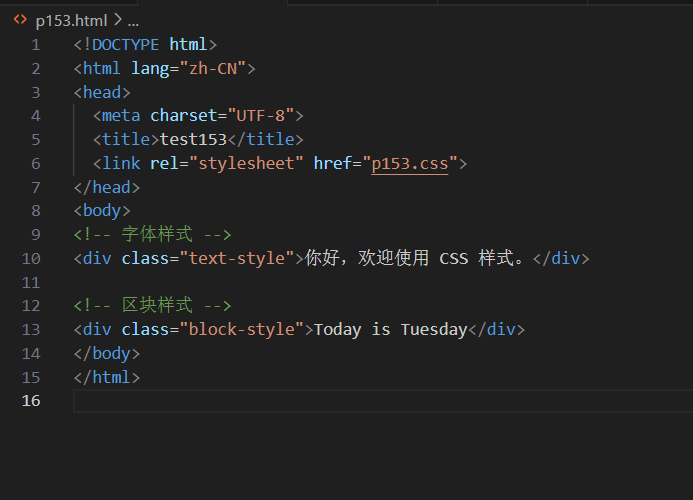 p153.html > ...
1 <!DOCTYPE html>
2 <html lang="zh-CN">
3 <head>
4 <meta charset="UTF-8">
5 <title>test153</title>
6 <link rel="stylesheet" href="p153.css">
7 </head>
8 <body>
9 <!-- 字体样式 -->
10 <div class="text-style">你好，欢迎使用 CSS 样式。</div>
11
12 <!-- 区块样式 -->
13 <div class="block-style">Today is Tuesday</div>
14 </body>
15 </html>
16